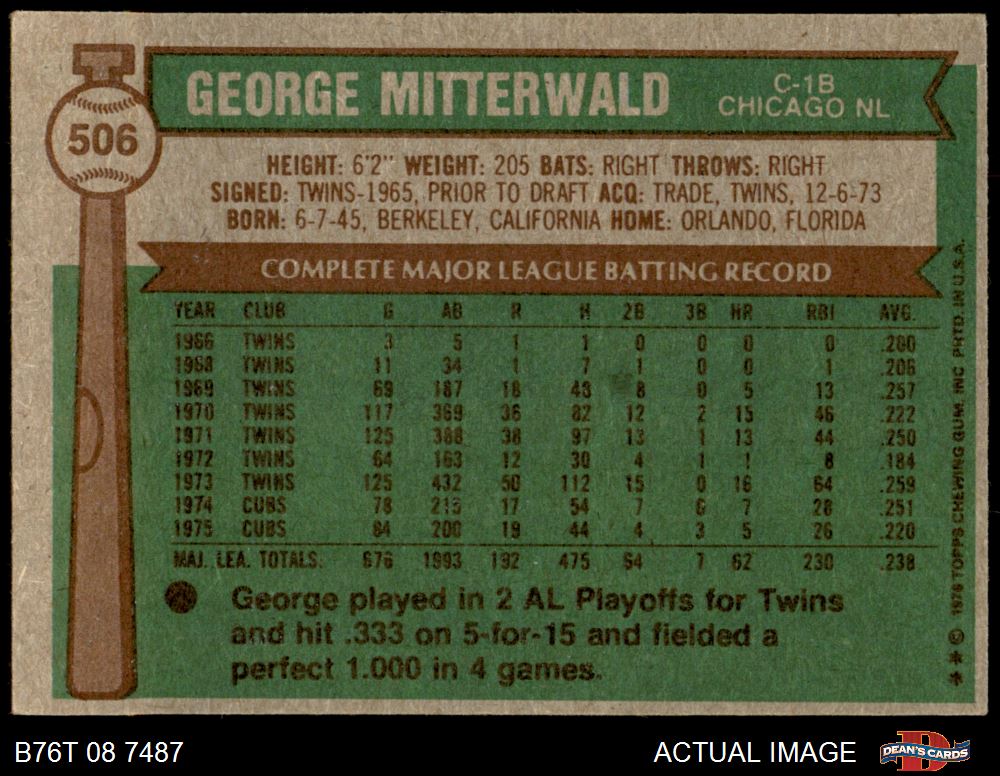 506
GEORGE MITTERWALD
C-1B
CHICAGO NL
HEIGHT: 6'2" WEIGHT: 205 BATS: RIGHT THROWS: RIGHT
SIGNED: TWINS-1965, PRIOR TO DRAFT ACQ: TRADE, TWINS, 12-6-73
BORN: 6-7-45, BERKELEY, CALIFORNIA HOME: ORLANDO, FLORIDA
COMPLETE MAJOR LEAGUE BATTING RECORD
YEAR CLUB G AB R H 2B 3B HR RBI AVG.
1966 TWINS 3 5 1 1 0 0 0 0 .200
1968 TWINS 11 34 1 7 1 0 0 1 .206
1969 TWINS 69 187 18 48 8 0 5 13 .257
1970 TWINS 117 369 36 82 12 2 15 46 .222
1971 TWINS 125 388 38 97 13 1 13 44 .250
1972 TWINS 64 163 12 30 4 1 1 8 .184
1973 TWINS 125 432 50 112 15 0 16 64 .259
1974 CUBS 78 215 17 54 7 0 7 28 .251
1975 CUBS 84 200 19 44 4 3 5 26 .220
MAJ. LEA. TOTALS: 676 1993 192 475 64 7 62 230 .238
George played in 2 AL Playoffs for Twins
and hit .333 on 5-for-15 and fielded a
perfect 1.000 in 4 games.
* * © 1976 TOPPS CHEWING GUM, INC. PRTD. IN U.S.A.
B76T 08 7487
ACTUAL IMAGE
D
DEAN'S CARDS